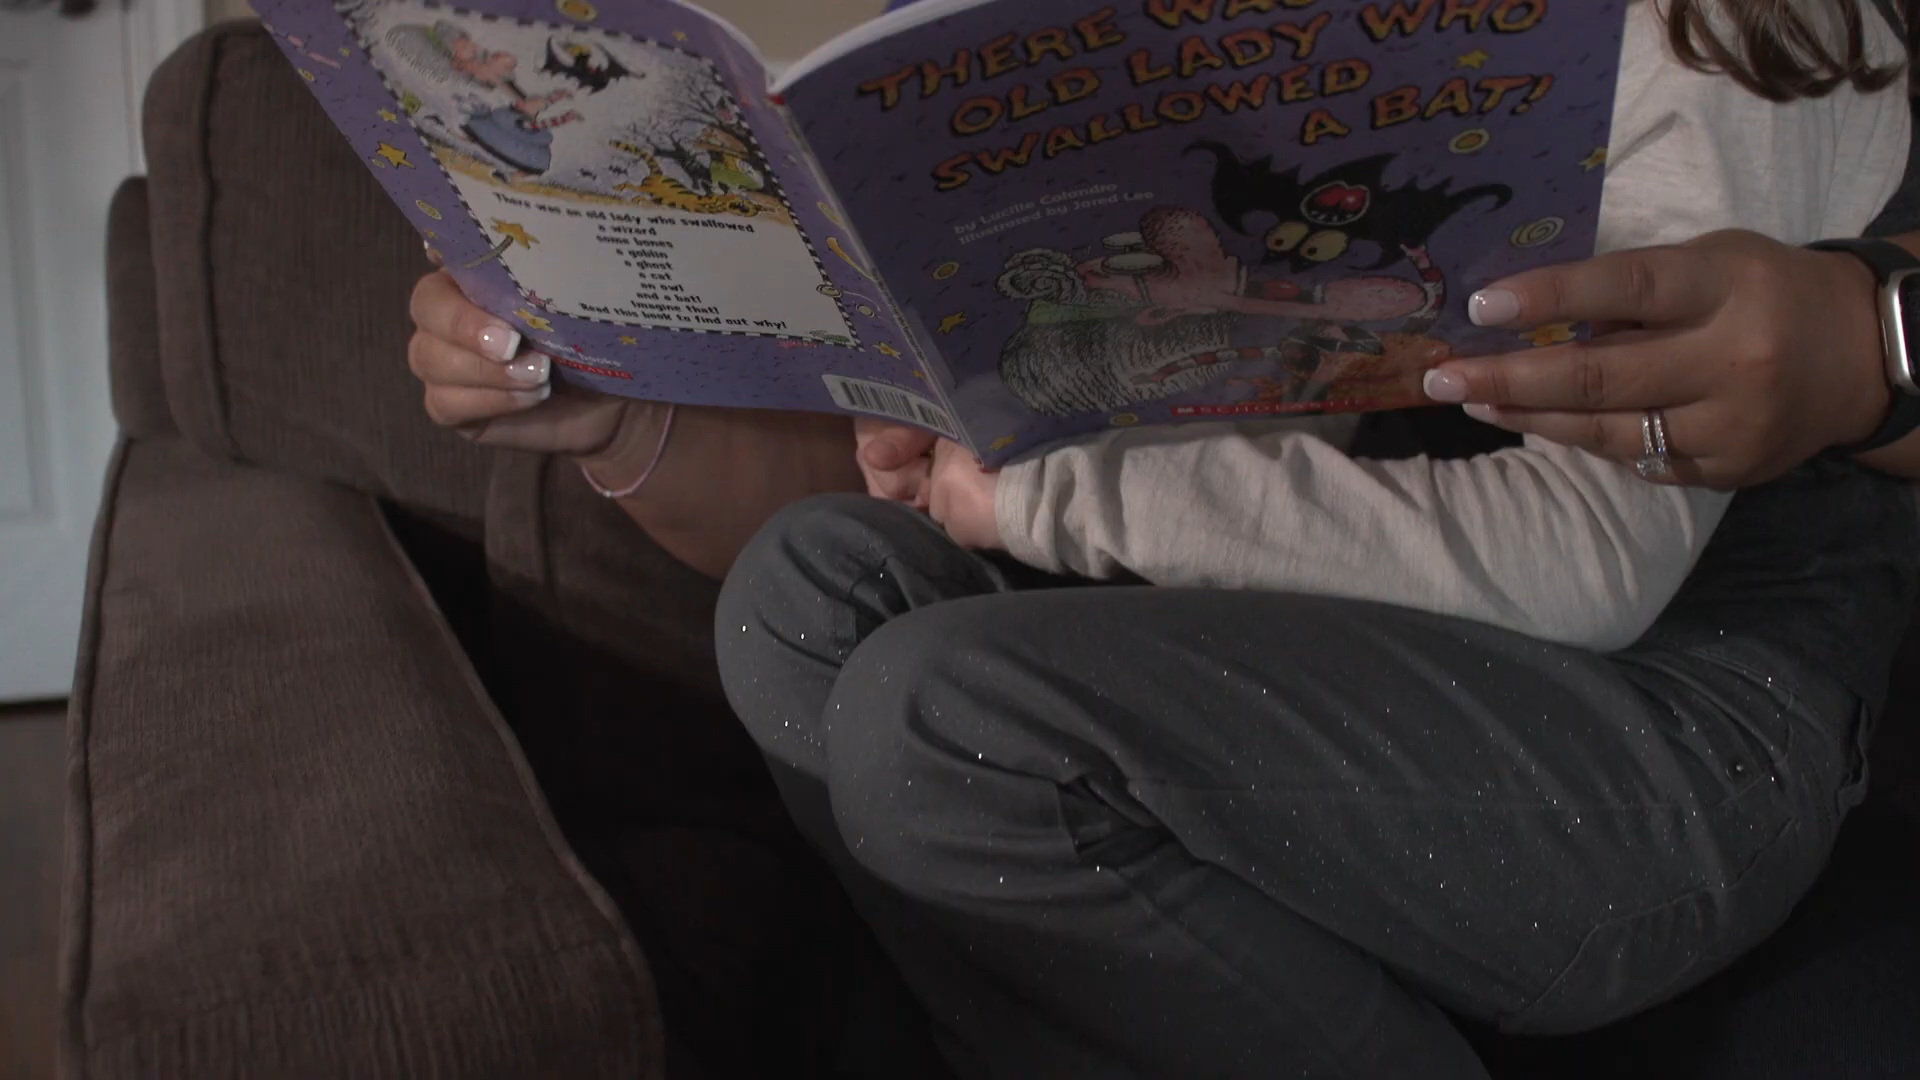 There was an old lady who swallowed
a wizard
some bones
a goblin
a ghost
a cat
an owl
and a bat!
Imagine that!
Read this book to find out why!
SCHOLASTIC
THERE WAS
OLD LADY WHO
SWALLOWED
A BAT!
by Lucille Colandro
Illustrated by Jared Lee
SCHOLASTIC